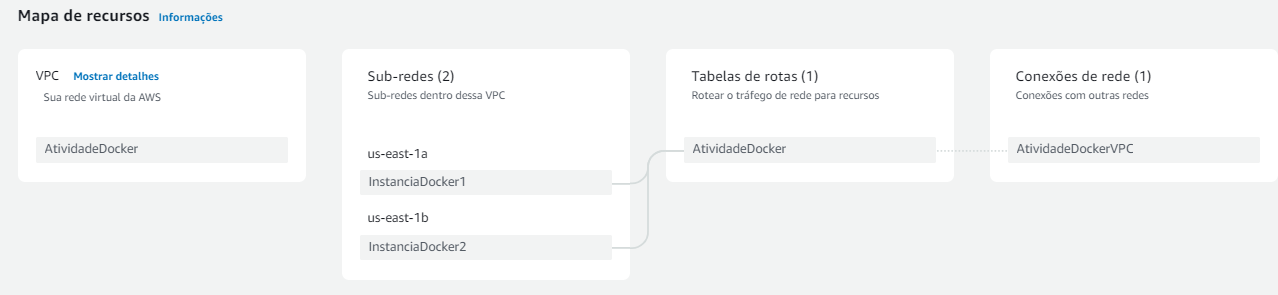 Mapa de recursos Informações
VPC Mostrar detalhes
Sua rede virtual da AWS
AtividadeDocker
Sub-redes (2)
Sub-redes dentro dessa VPC
us-east-1a
InstanciaDocker1
us-east-1b
InstanciaDocker2
Tabelas de rotas (1)
Rotear o tráfego de rede para recursos
AtividadeDocker
Conexões de rede (1)
Conexões com outras redes
AtividadeDockerVPC